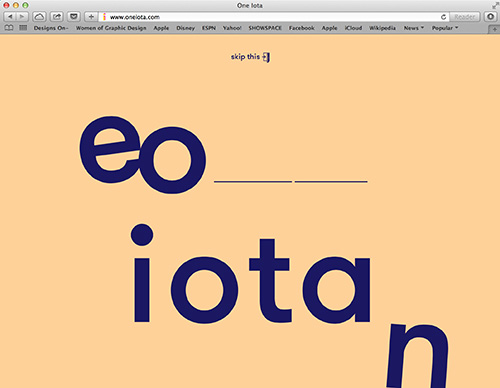 One Iota
www.oneiota.com
Reader
Designs On– Women of Graphic Design Apple Disney ESPN Yahoo! SHOWSPACE Facebook Apple iCloud Wikipedia News Popular
skip this
eo
iota
n